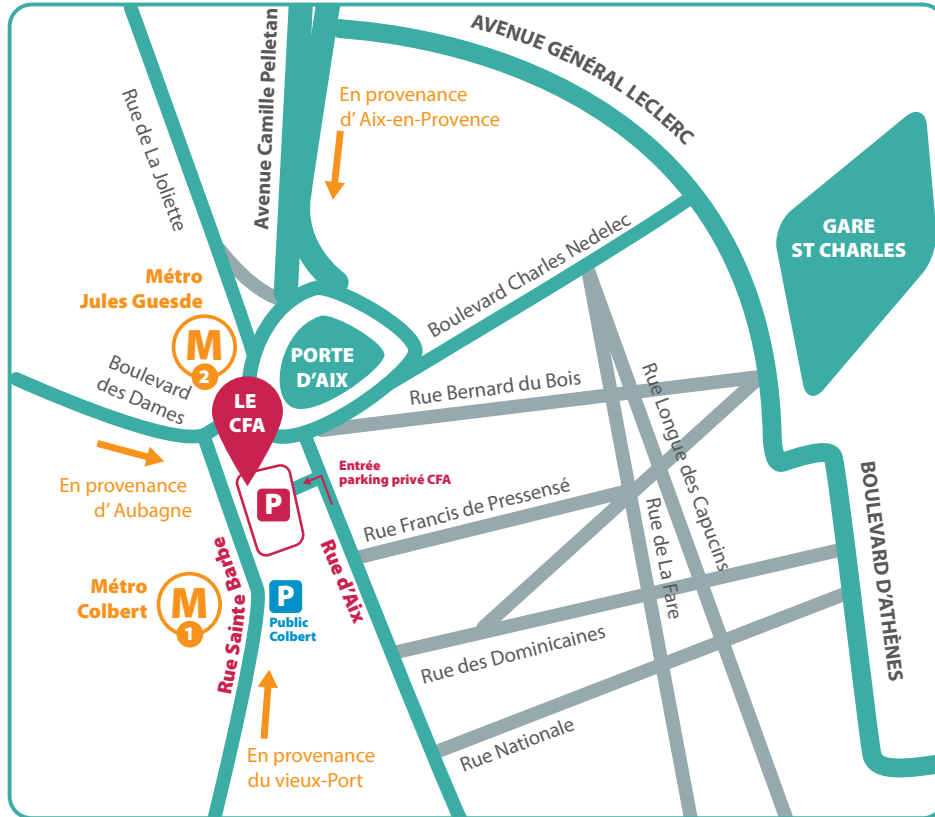 AVENUE GÉNÉRAL LECLERC
Avenue Camille Pelletan
En provenance
d' Aix-en-Provence
Rue de La Joliette
GARE
ST CHARLES
Boulevard Charles Nedelec
Métro
Jules Guesde
M
2
PORTE
D'AIX
Boulevard
des Dames
LE
CFA
Rue Bernard du Bois
Rue Longue des Capucins
En provenance
d' Aubagne
P
Entrée
parking privé CFA
Rue Francis de Pressensé
Rue de La Fare
BOULEVARD D'ATHÈNES
Rue Sainte Barbe
Rue d'Aix
Métro
Colbert
M
1
P
Public
Colbert
Rue des Dominicaines
Rue Nationale
En provenance
du vieux-Port